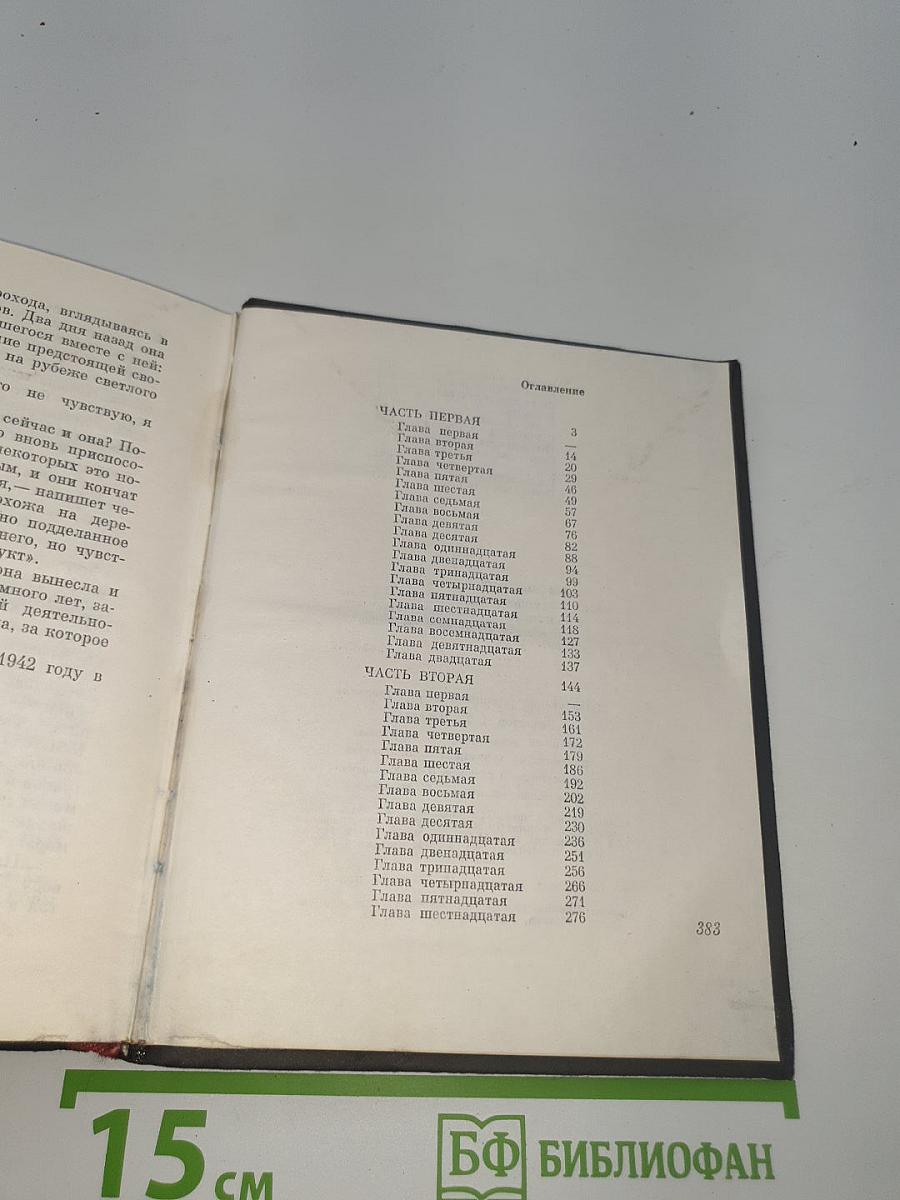 рохода, вглядываясь в
ов. Два дня назад она
шегося вместе с ней:
ние предстоящей сво-
на рубеже светлого
го не чувствую, я
сейчас и она? По-
о вновь приспосо-
некоторых это но-
ым, и они кончат
я,— напишет че-
охожа на дере-
но подделанное
него, но чувст-
укт».
она вынесла и
много лет, за-
й деятельно-
а, за которое
1942 году в
Оглавление
ЧАСТЬ ПЕРВАЯ 3
Глава первая —
Глава вторая 14
Глава третья 20
Глава четвертая 29
Глава пятая 46
Глава шестая 49
Глава седьмая 57
Глава восьмая 67
Глава девятая 76
Глава десятая 82
Глава одиннадцатая 88
Глава двенадцатая 94
Глава тринадцатая 99
Глава четырнадцатая 103
Глава пятнадцатая 110
Глава шестнадцатая 114
Глава семнадцатая 118
Глава восемнадцатая 127
Глава девятнадцатая 133
Глава двадцатая 137
ЧАСТЬ ВТОРАЯ 144
Глава первая —
Глава вторая 153
Глава третья 161
Глава четвертая 172
Глава пятая 179
Глава шестая 186
Глава седьмая 192
Глава восьмая 202
Глава девятая 219
Глава десятая 230
Глава одиннадцатая 236
Глава двенадцатая 251
Глава тринадцатая 256
Глава четырнадцатая 266
Глава пятнадцатая 271
Глава шестнадцатая 276
383
15 см
БФ БИБЛИОФАН